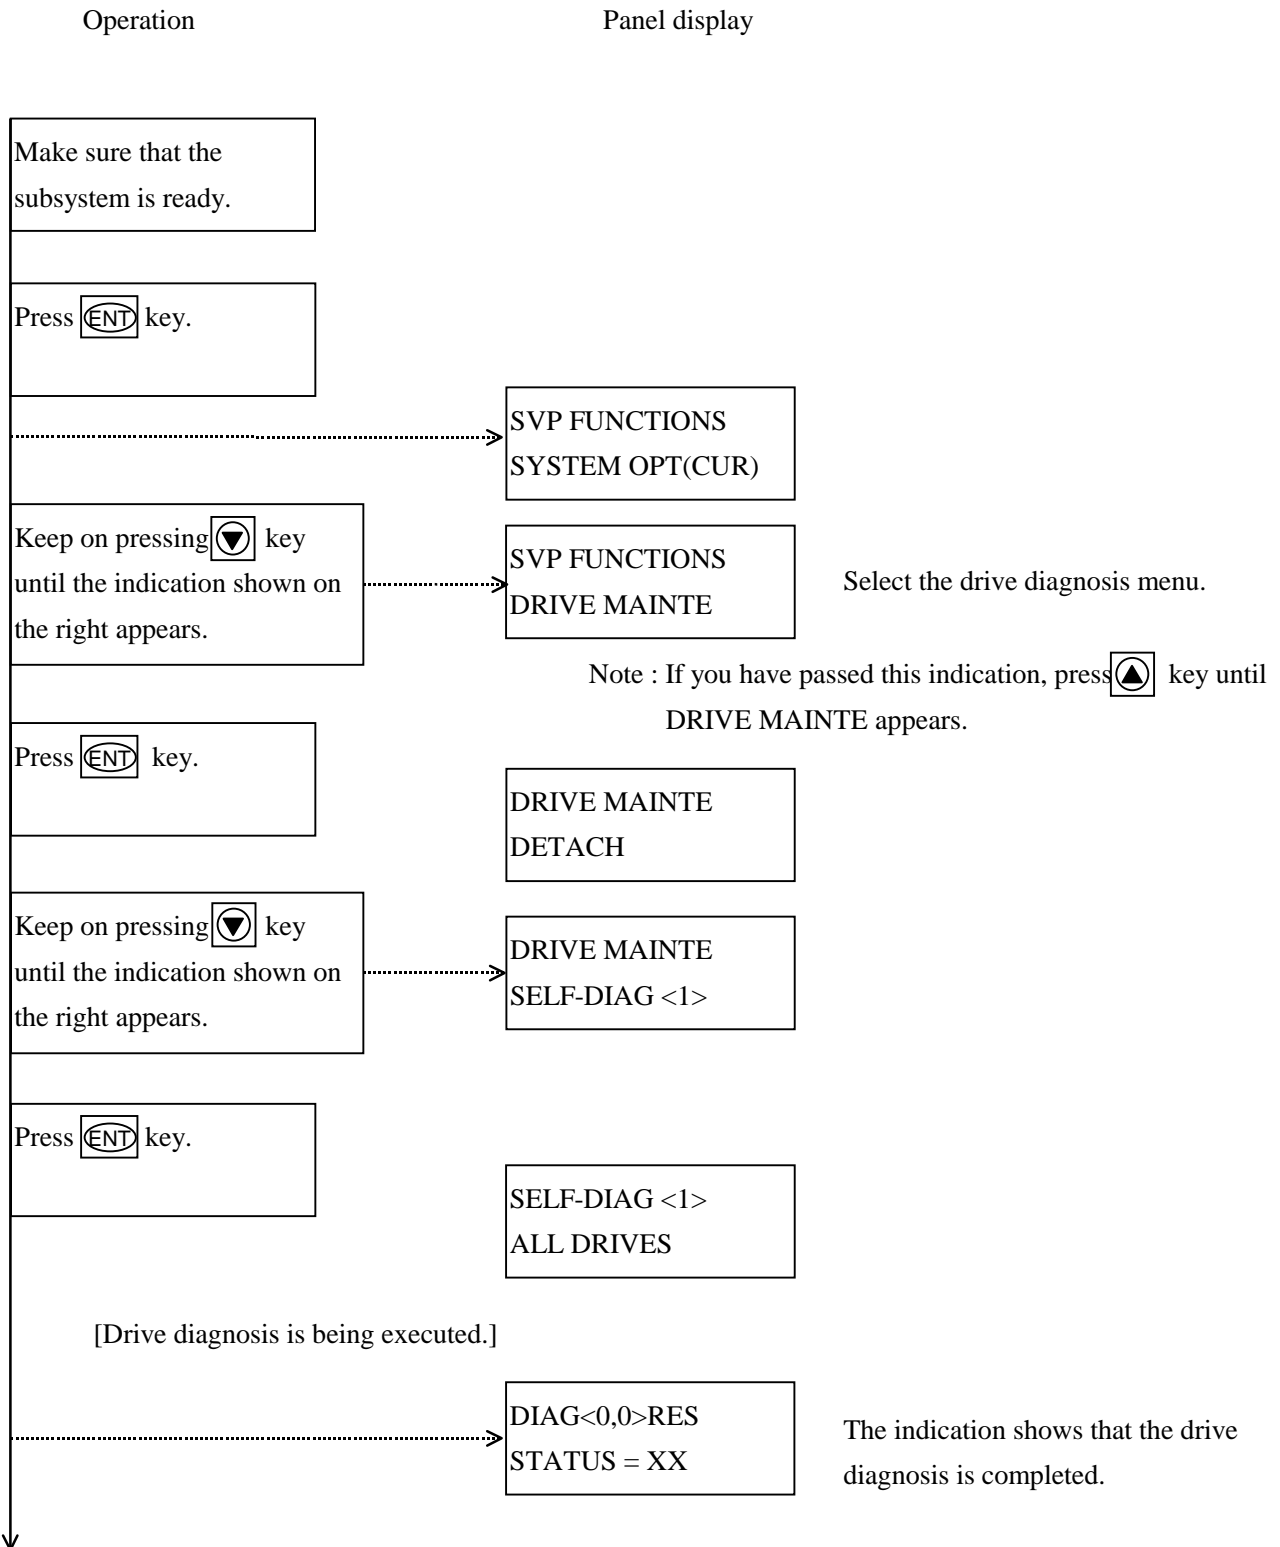 Operation
Panel display
Make sure that the
subsystem is ready.
Press ENT key.
SVP FUNCTIONS
SYSTEM OPT(CUR)
Keep on pressing ▼ key
until the indication shown on
the right appears.
SVP FUNCTIONS
DRIVE MAINTE
Select the drive diagnosis menu.
Note : If you have passed this indication, press ▲ key until
DRIVE MAINTE appears.
Press ENT key.
DRIVE MAINTE
DETACH
Keep on pressing ▼ key
until the indication shown on
the right appears.
DRIVE MAINTE
SELF-DIAG <1>
Press ENT key.
SELF-DIAG <1>
ALL DRIVES
[Drive diagnosis is being executed.]
DIAG<0,0>RES
STATUS = XX
The indication shows that the drive
diagnosis is completed.